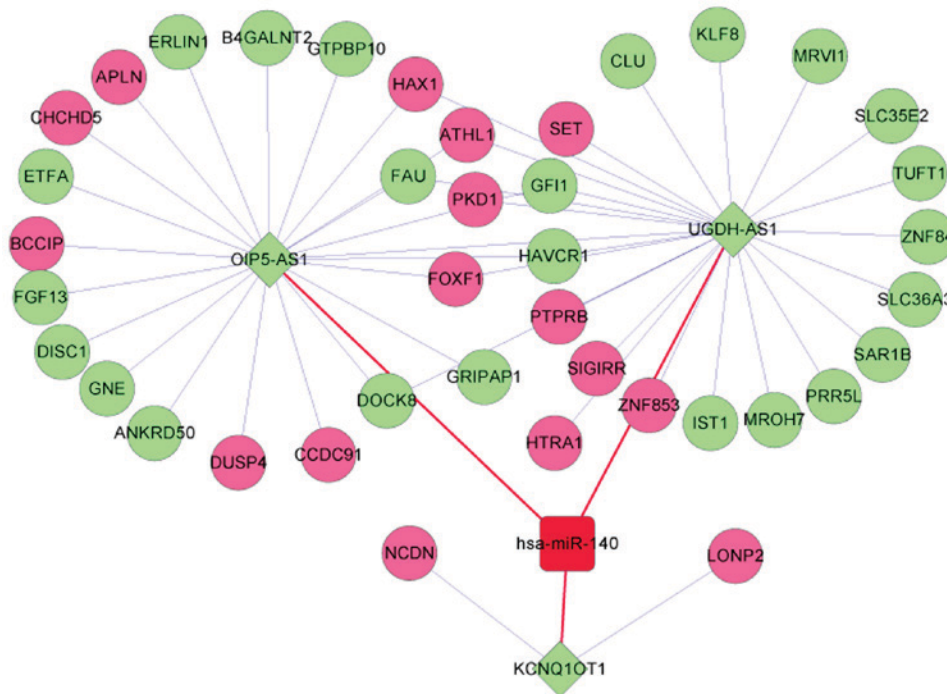 ERLIN1
B4GALNT2
GTPBP10
KLF8
CLU
MRVI1
APLN
HAX1
CHCHD5
SLC35E2
SET
ATHL1
ETFA
FAU
GFI1
TUFT1
PKD1
BCCIP
OIP5-AS1
HAVCR1
UGDH-AS1
ZNF84
FOXF1
FGF13
SLC36A3
PTPRB
DISC1
SAR1B
SIGIRR
GRIPAP1
GNE
DOCK8
ZNF853
PRR5L
IST1
MROH7
ANKRD50
HTRA1
DUSP4
CCDC91
hsa-miR-140
NCDN
LONP2
KCNQ1OT1